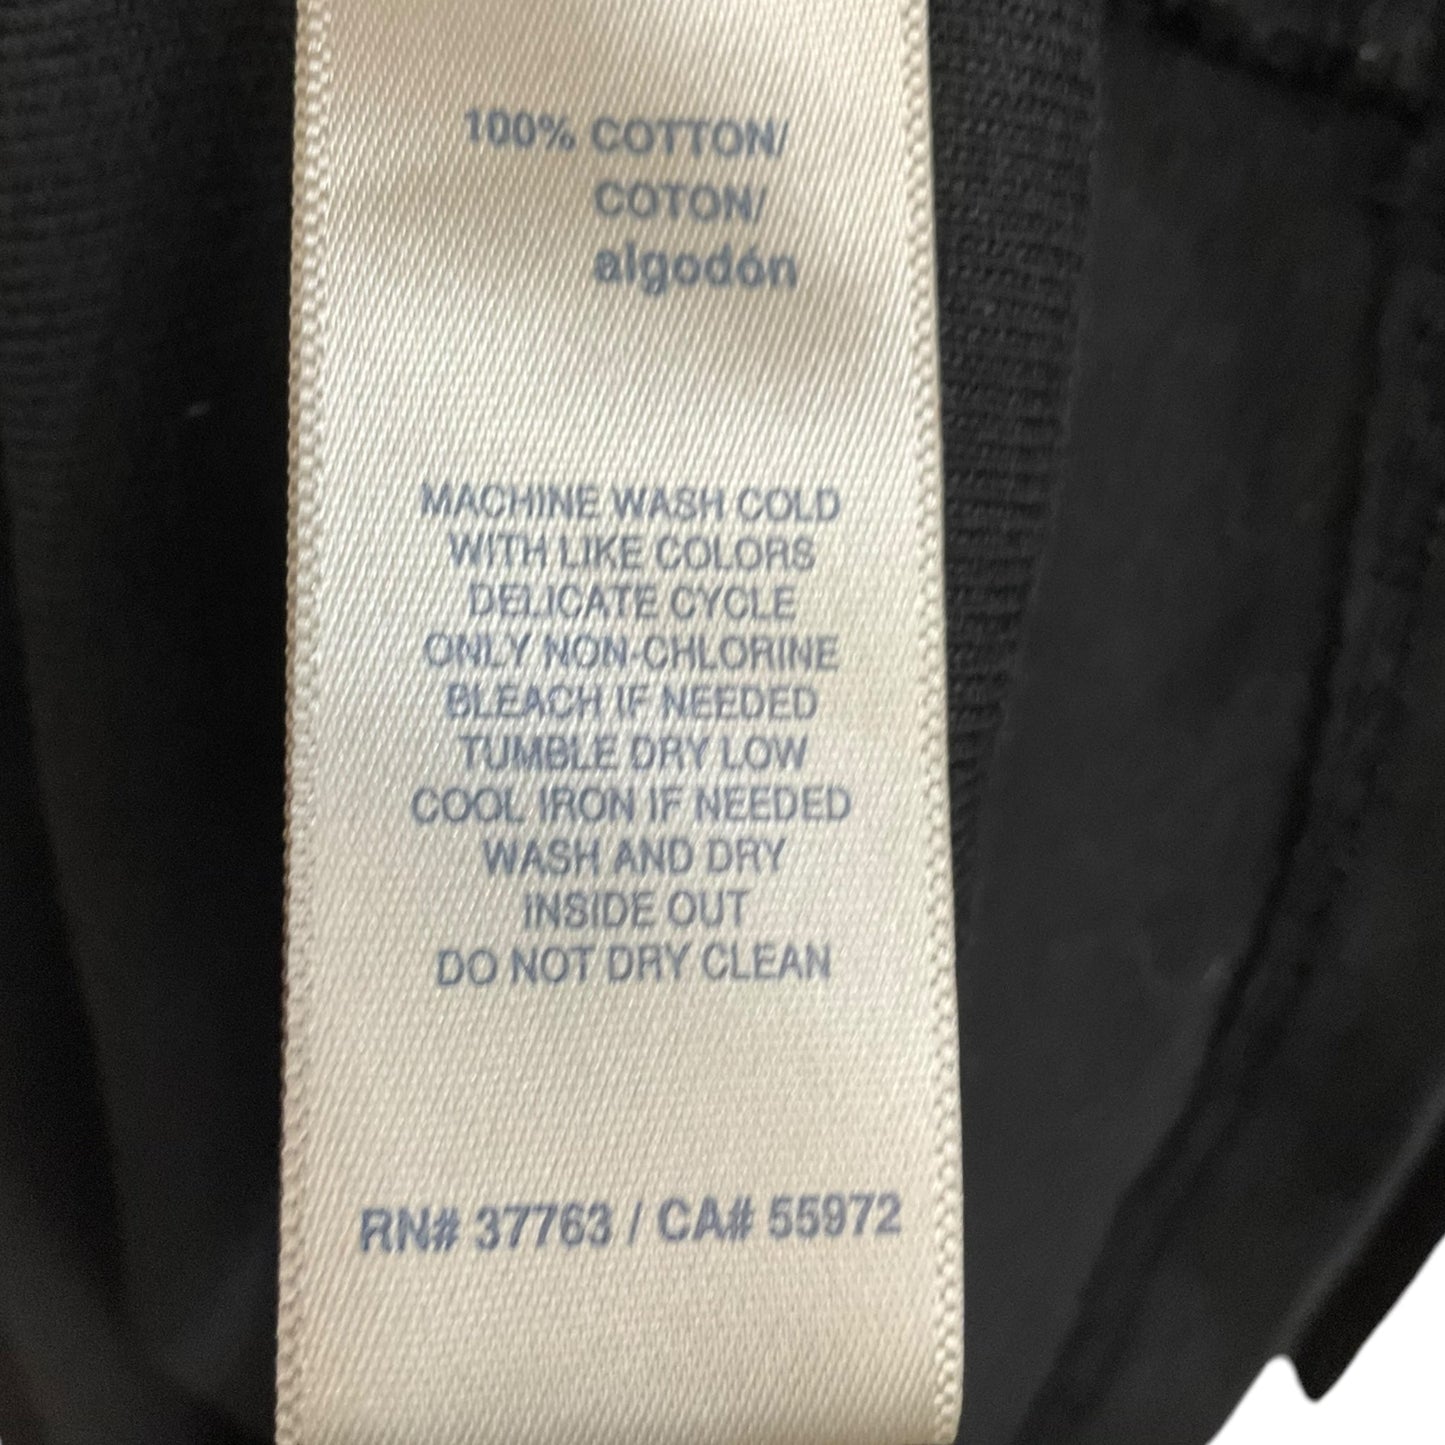 100% COTTON/
COTON/
algodón
MACHINE WASH COLD
WITH LIKE COLORS
DELICATE CYCLE
ONLY NON-CHLORINE
BLEACH IF NEEDED
TUMBLE DRY LOW
COOL IRON IF NEEDED
WASH AND DRY
INSIDE OUT
DO NOT DRY CLEAN
RN# 37763 / CA# 55972